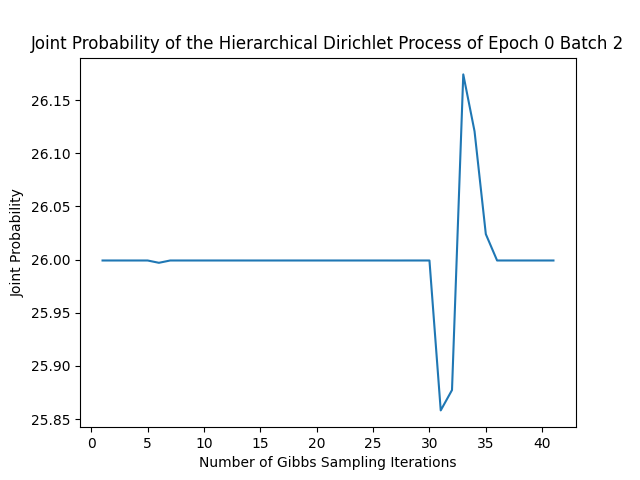 Joint Probability of the Hierarchical Dirichlet Process of Epoch 0 Batch 2
26.15
26.10
26.05
26.00
25.95
25.90
25.85
Joint Probability
0 5 10 15 20 25 30 35 40
Number of Gibbs Sampling Iterations